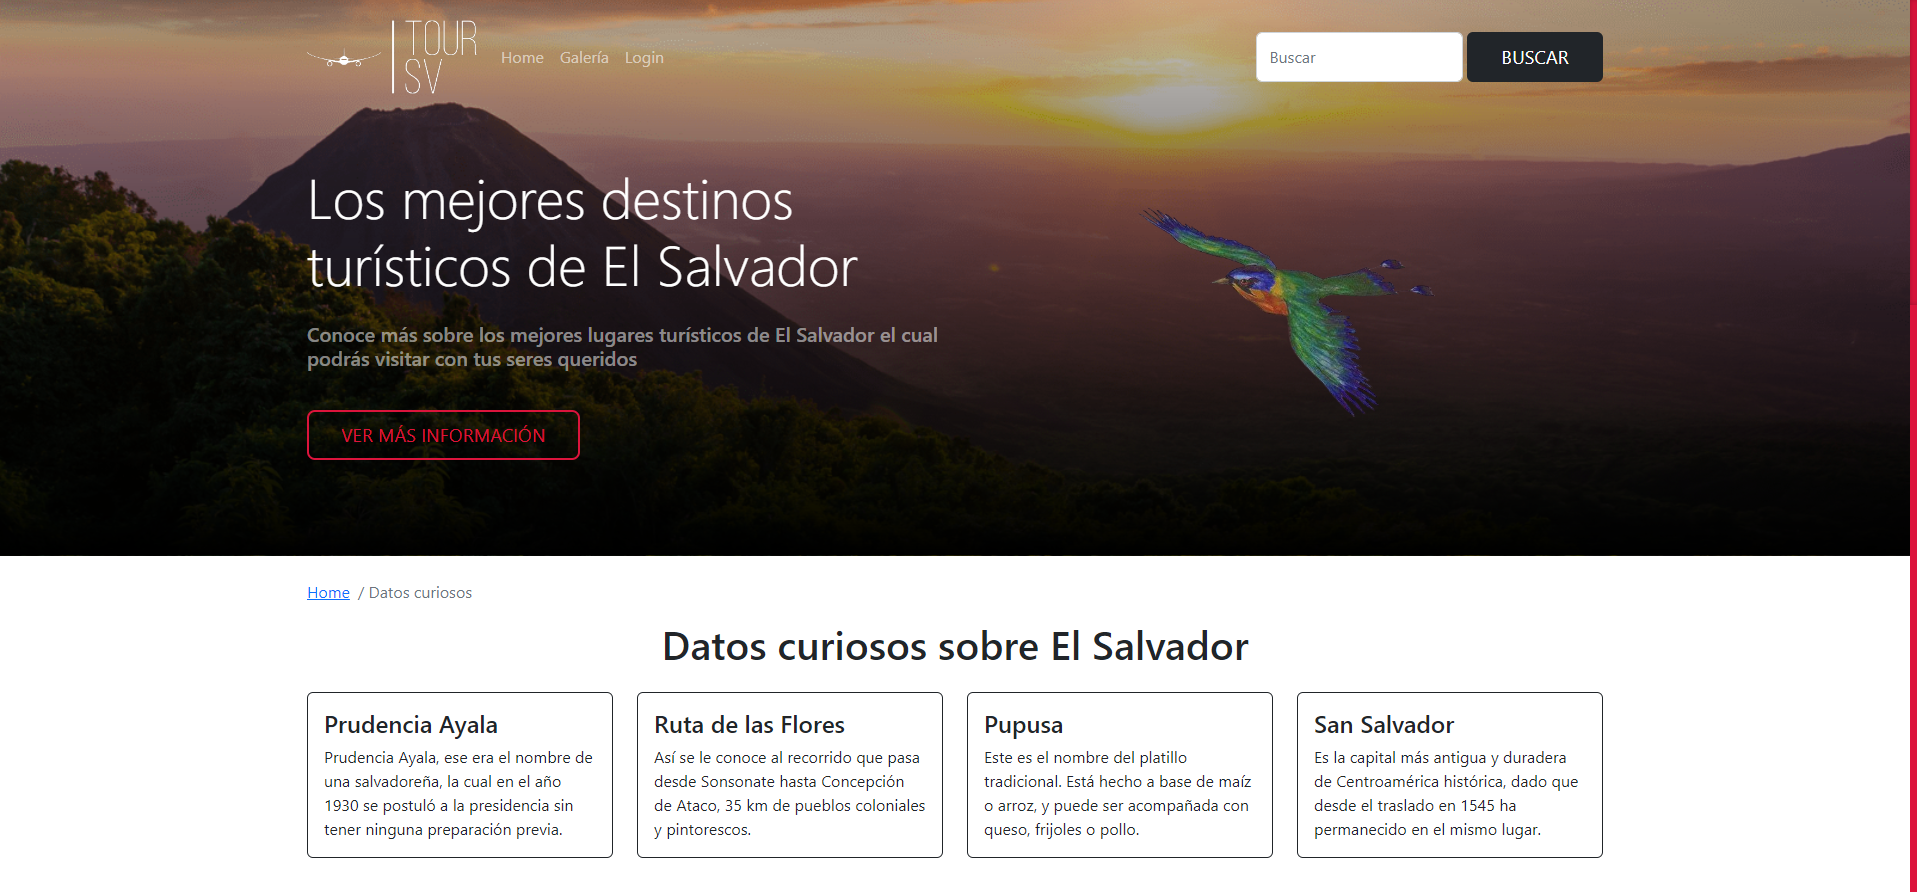 TOUR
SV
Home Galería Login
Buscar
BUSCAR
Los mejores destinos
turísticos de El Salvador
Conoce más sobre los mejores lugares turísticos de El Salvador el cual
podrás visitar con tus seres queridos
VER MÁS INFORMACIÓN
Home / Datos curiosos
Datos curiosos sobre El Salvador
Prudencia Ayala
Prudencia Ayala, ese era el nombre de
una salvadoreña, la cual en el año
1930 se postuló a la presidencia sin
tener ninguna preparación previa.
Ruta de las Flores
Así se le conoce al recorrido que pasa
desde Sonsonate hasta Concepción
de Ataco, 35 km de pueblos coloniales
y pintorescos.
Pupusa
Este es el nombre del platillo
tradicional. Está hecho a base de maíz
o arroz, y puede ser acompañada con
queso, frijoles o pollo.
San Salvador
Es la capital más antigua y duradera
de Centroamérica histórica, dado que
desde el traslado en 1545 ha
permanecido en el mismo lugar.